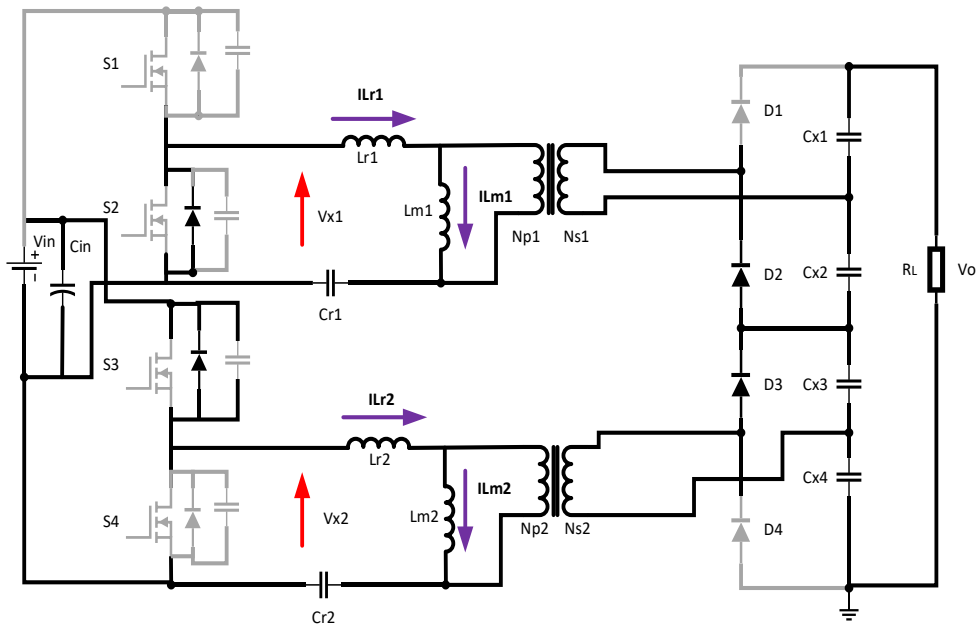 S1
D1
ILr1
Cx1
Lr1
S2
Vx1
Lm1
ILm1
Np1
Ns1
Vin
+
-
Cin
D2
Cx2
RL
Vo
Cr1
S3
D3
Cx3
ILr2
Lr2
S4
Vx2
Lm2
ILm2
Np2
Ns2
Cx4
D4
Cr2